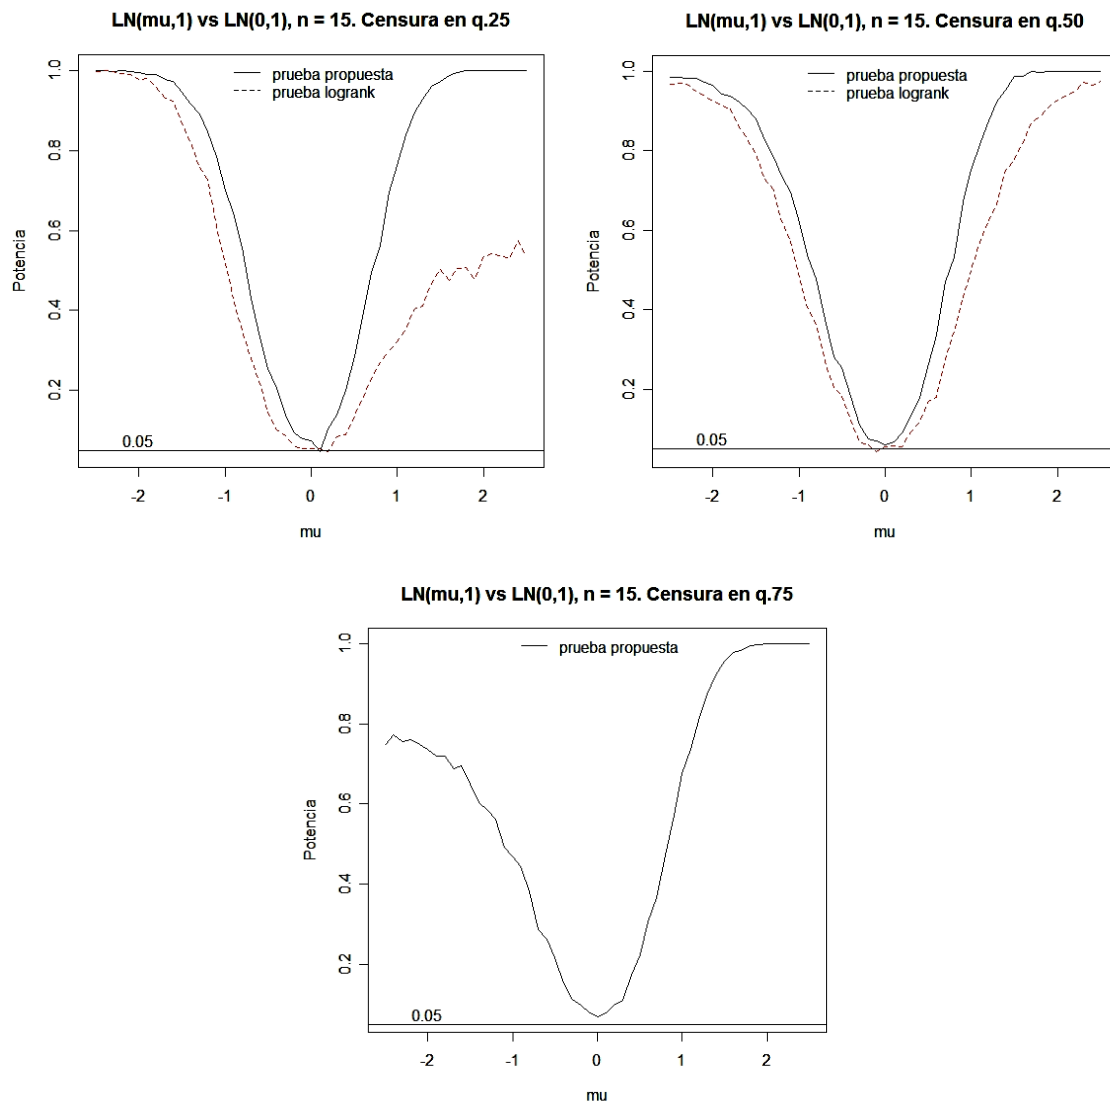 LN(mu,1) vs LN(0,1), n = 15. Censura en q.25
prueba propuesta
prueba logrank
Potencia
1.0
0.8
0.6
0.4
0.2
0.05
-2 -1 0 1 2
mu
LN(mu,1) vs LN(0,1), n = 15. Censura en q.50
prueba propuesta
prueba logrank
Potencia
1.0
0.8
0.6
0.4
0.2
0.05
-2 -1 0 1 2
mu
LN(mu,1) vs LN(0,1), n = 15. Censura en q.75
prueba propuesta
Potencia
1.0
0.8
0.6
0.4
0.2
0.05
-2 -1 0 1 2
mu